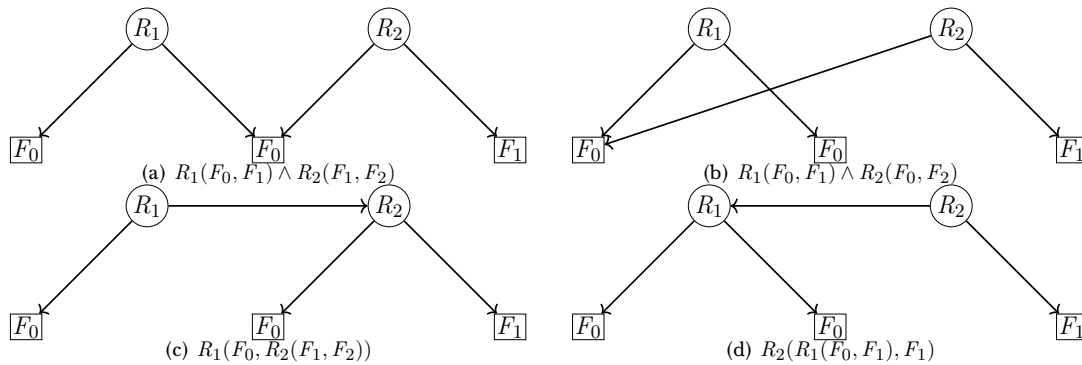 R₁ R₂ R₁ R₂
F₀ F₀ F₁ F₀ F₀ F₁
(a) R₁(F₀, F₁) ∧ R₂(F₁, F₂) (b) R₁(F₀, F₁) ∧ R₂(F₀, F₂)
R₁ R₂ R₁ R₂
F₀ F₀ F₁ F₀ F₀ F₁
(c) R₁(F₀, R₂(F₁, F₂)) (d) R₂(R₁(F₀, F₁), F₁)